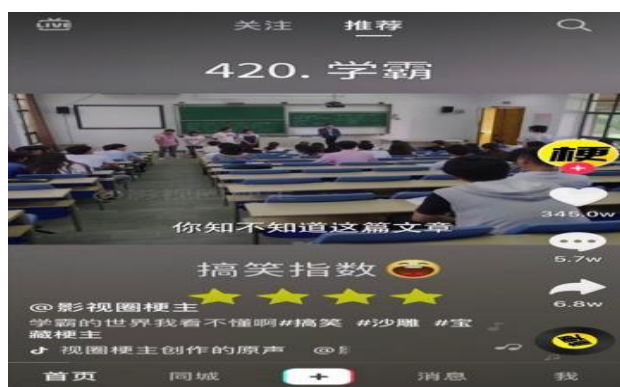 LIVE
关注 推荐
420. 学霸
梗
你知不知道这篇文章
345.0w
搞笑指数
5.7w
@影视圈梗主
6.8w
学霸的世界我看不懂啊#搞笑 #沙雕 #宝
藏梗主
视圈梗主创作的原声
首页 同城 消息 我